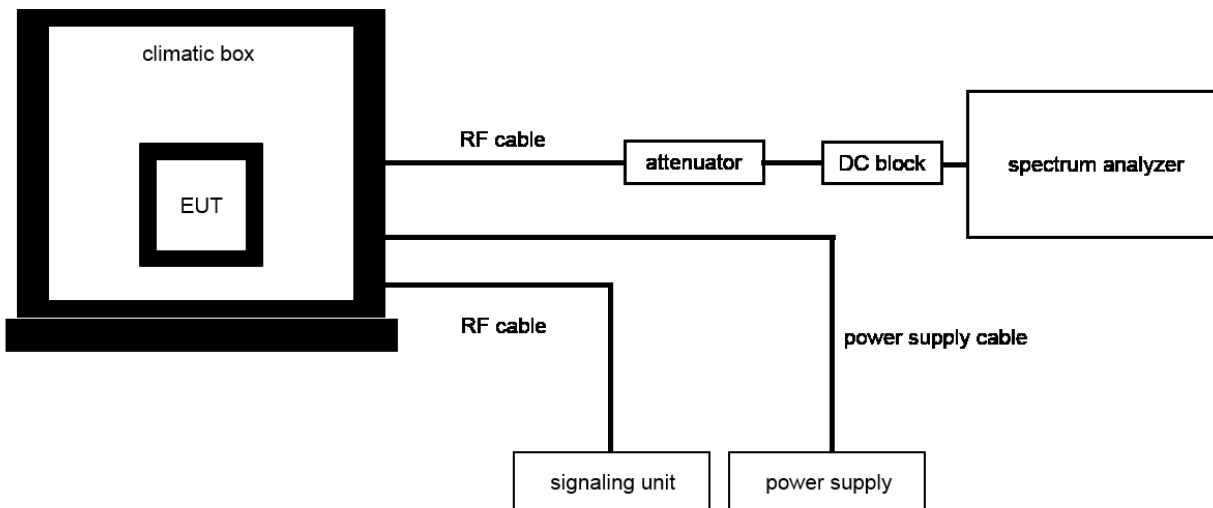 climatic box
EUT
RF cable
attenuator
DC block
spectrum analyzer
RF cable
power supply cable
signaling unit
power supply